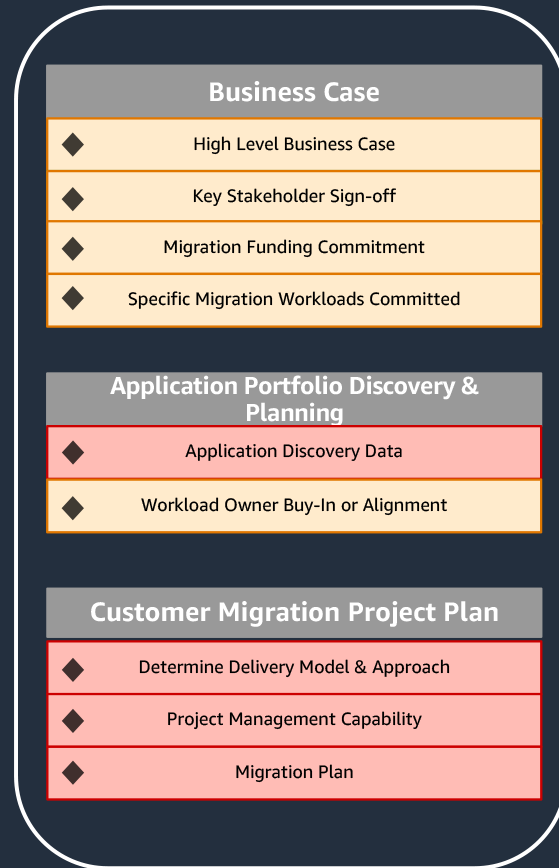 Business Case
High Level Business Case
Key Stakeholder Sign-off
Migration Funding Commitment
Specific Migration Workloads Committed
Application Portfolio Discovery &
Planning
Application Discovery Data
Workload Owner Buy-In or Alignment
Customer Migration Project Plan
Determine Delivery Model & Approach
Project Management Capability
Migration Plan